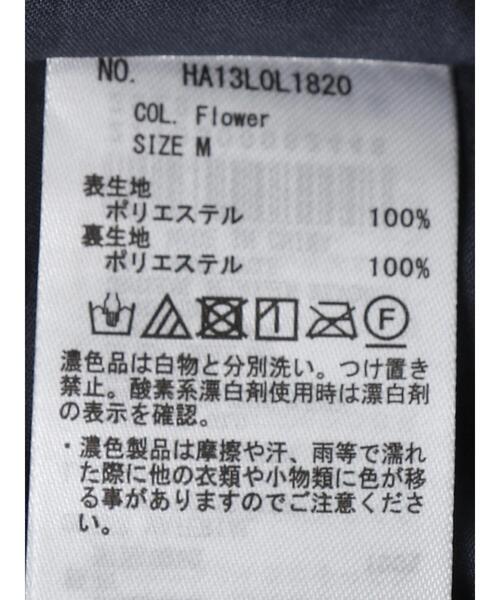 NO. HA13L0L1820
COL. Flower
SIZE M
表生地
ポリエステル 100%
裏生地
ポリエステル 100%
F
濃色品は白物と分別洗い。つけ置き
禁止。酸素系漂白剤使用時は漂白剤
の表示を確認。
・濃色製品は摩擦や汗、雨等で濡れ
た際に他の衣類や小物類に色が移
る事がありますのでご注意くださ
い。